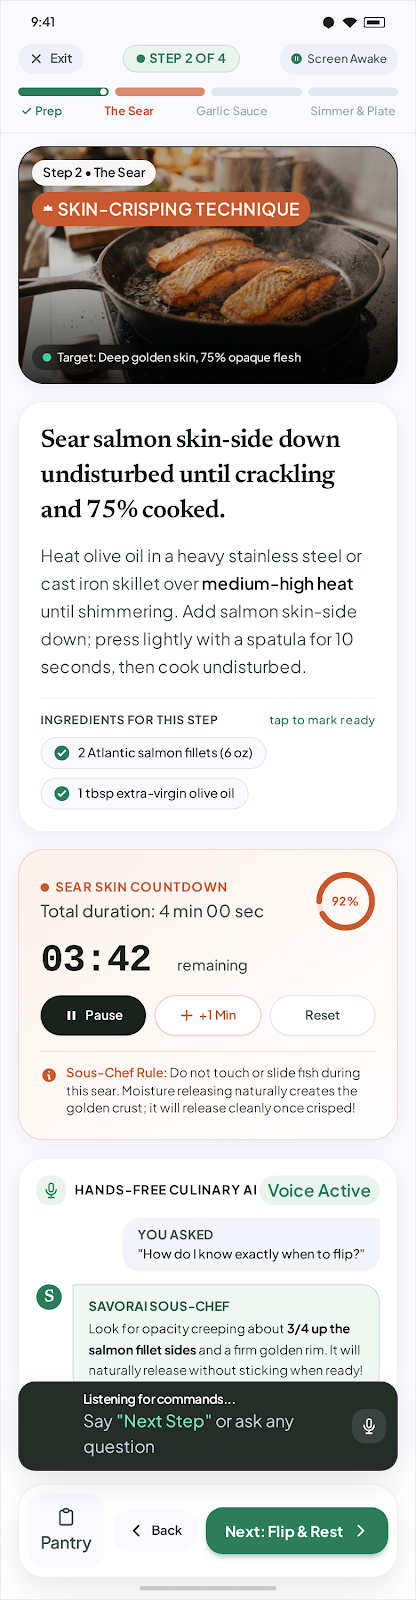 9:41
Exit
STEP 2 OF 4
Screen Awake
Prep
The Sear
Garlic Sauce
Simmer & Plate
Step 2 • The Sear
SKIN-CRISPING TECHNIQUE
Target: Deep golden skin, 75% opaque flesh
Sear salmon skin-side down
undisturbed until crackling
and 75% cooked.
Heat olive oil in a heavy stainless steel or
cast iron skillet over medium-high heat
until shimmering. Add salmon skin-side
down; press lightly with a spatula for 10
seconds, then cook undisturbed.
INGREDIENTS FOR THIS STEP
tap to mark ready
2 Atlantic salmon fillets (6 oz)
1 tbsp extra-virgin olive oil
SEAR SKIN COUNTDOWN
Total duration: 4 min 00 sec
92%
03:42 remaining
Pause
+1 Min
Reset
Sous-Chef Rule: Do not touch or slide fish during
this sear. Moisture releasing naturally creates the
golden crust; it will release cleanly once crisped!
HANDS-FREE CULINARY AI
Voice Active
YOU ASKED
"How do I know exactly when to flip?"
S
SAVORAI SOUS-CHEF
Look for opacity creeping about 3/4 up the
salmon fillet sides and a firm golden rim. It will
naturally release without sticking when ready!
Listening for commands...
Say "Next Step" or ask any
question
Pantry
Back
Next: Flip & Rest